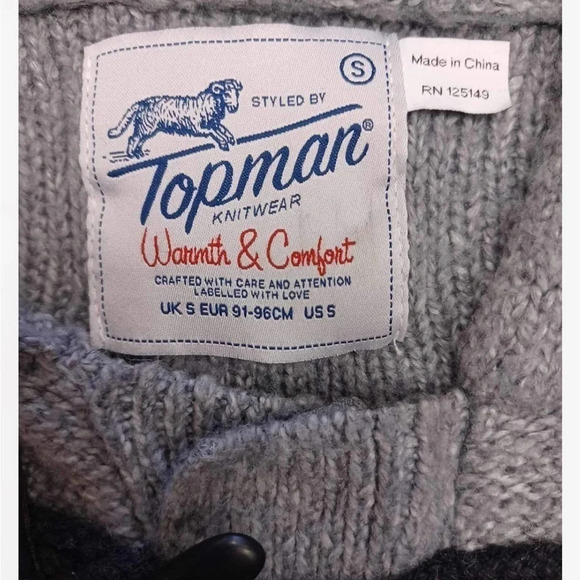 S
STYLED BY
Topman®
KNITWEAR
Warmth & Comfort
CRAFTED WITH CARE AND ATTENTION
LABELLED WITH LOVE
UK S EUR 91-96CM US S
Made in China
RN 125149